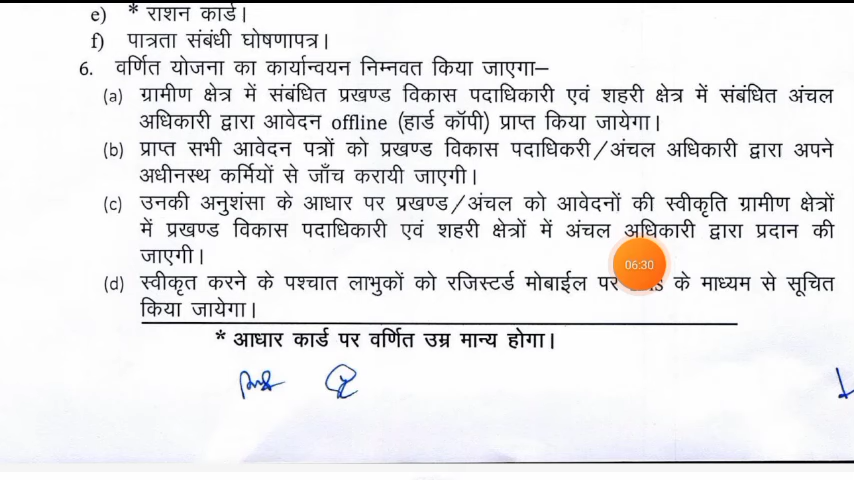 e) * राशन कार्ड।
f) पात्रता संबंधी घोषणापत्र।
6. वर्णित योजना का कार्यान्वयन निम्नवत किया जाएगा—
(a) ग्रामीण क्षेत्र में संबंधित प्रखण्ड विकास पदाधिकारी एवं शहरी क्षेत्र में संबंधित अंचल
अधिकारी द्वारा आवेदन offline (हार्ड कॉपी) प्राप्त किया जायेगा।
(b) प्राप्त सभी आवेदन पत्रों को प्रखण्ड विकास पदाधिकरी/अंचल अधिकारी द्वारा अपने
अधीनस्थ कर्मियों से जाँच करायी जाएगी।
(c) उनकी अनुशंसा के आधार पर प्रखण्ड/अंचल को आवेदनों की स्वीकृति ग्रामीण क्षेत्रों
में प्रखण्ड विकास पदाधिकारी एवं शहरी क्षेत्रों में अंचल अधिकारी द्वारा प्रदान की
जाएगी।
06:30
(d) स्वीकृत करने के पश्चात लाभुकों को रजिस्टर्ड मोबाईल पर के माध्यम से सूचित
किया जायेगा।
* आधार कार्ड पर वर्णित उम्र मान्य होगा।